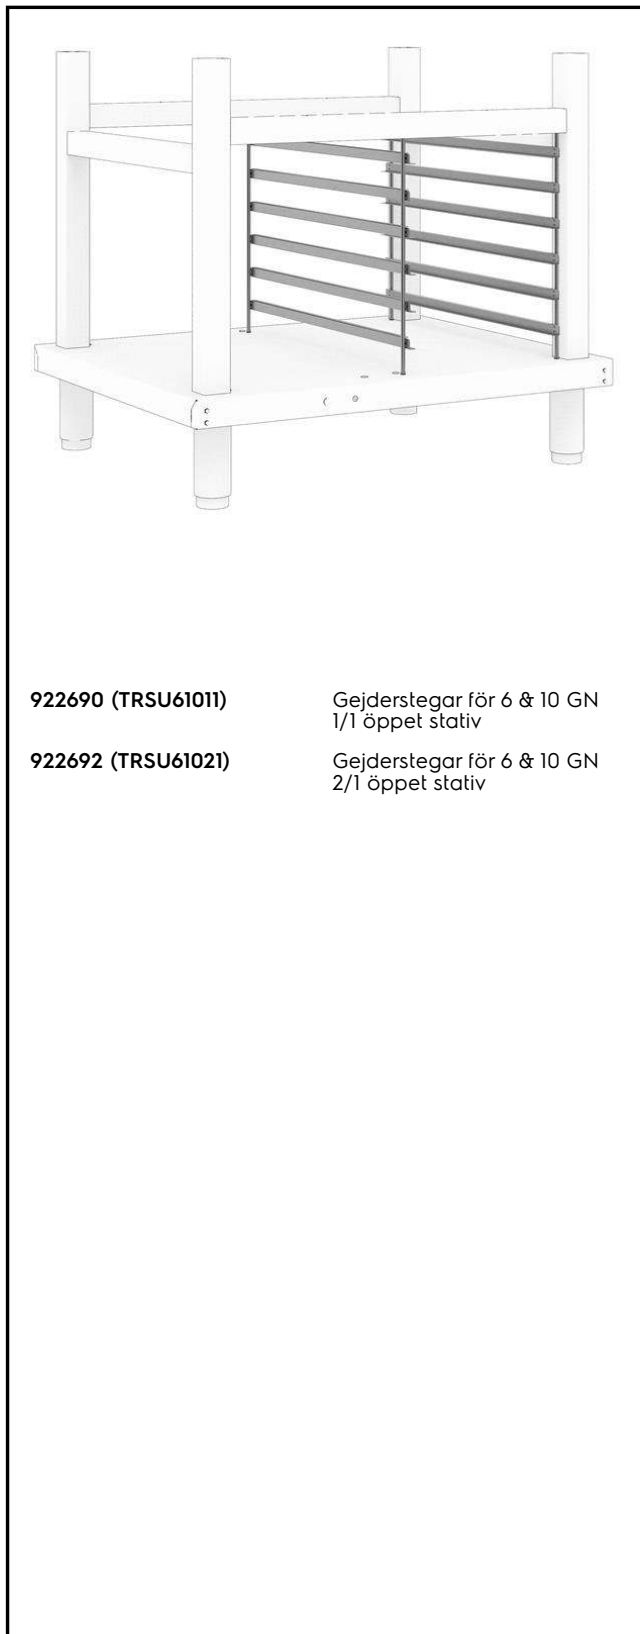 922690 (TRSU61011)
Gejderstegar för 6 & 10 GN
1/1 öppet stativ
922692 (TRSU61021)
Gejderstegar för 6 & 10 GN
2/1 öppet stativ